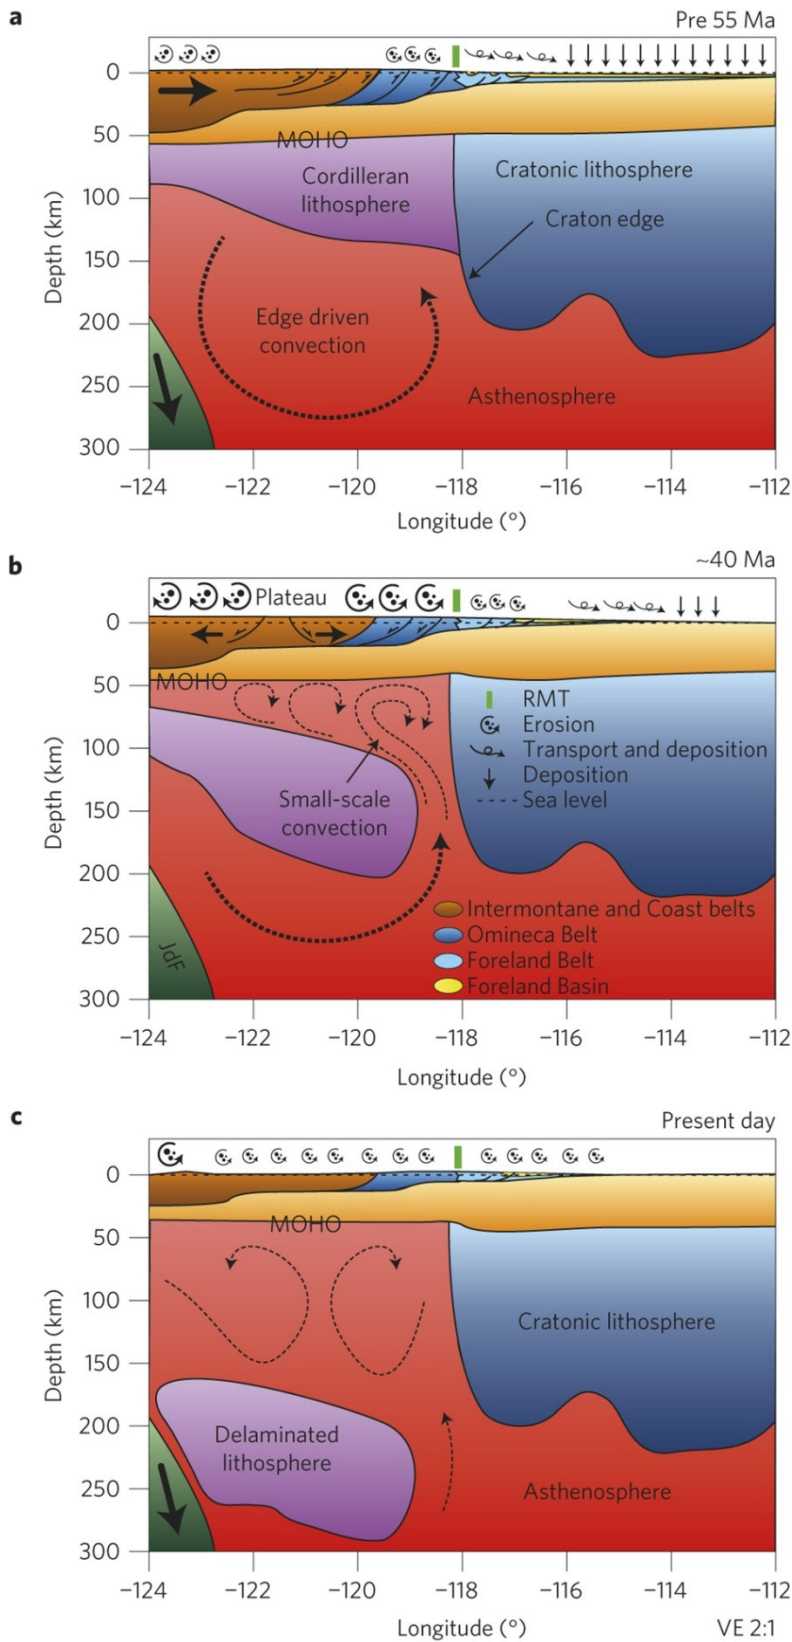 a
Pre 55 Ma
0
50
100
150
200
250
300
Depth (km)
MOHO
Cordilleran
lithosphere
Cratonic lithosphere
Craton edge
Edge driven
convection
Asthenosphere
−124
−122
−120
−118
−116
−114
−112
Longitude (°)
b
~40 Ma
Plateau
0
50
100
150
200
250
300
Depth (km)
MOHO
RMT
Erosion
Transport and deposition
Deposition
Sea level
Small-scale
convection
Intermontane and Coast belts
Omineca Belt
Foreland Belt
Foreland Basin
JdF
−124
−122
−120
−118
−116
−114
−112
Longitude (°)
c
Present day
0
50
100
150
200
250
300
Depth (km)
MOHO
Cratonic lithosphere
Delaminated
lithosphere
Asthenosphere
−124
−122
−120
−118
−116
−114
−112
Longitude (°)
VE 2:1